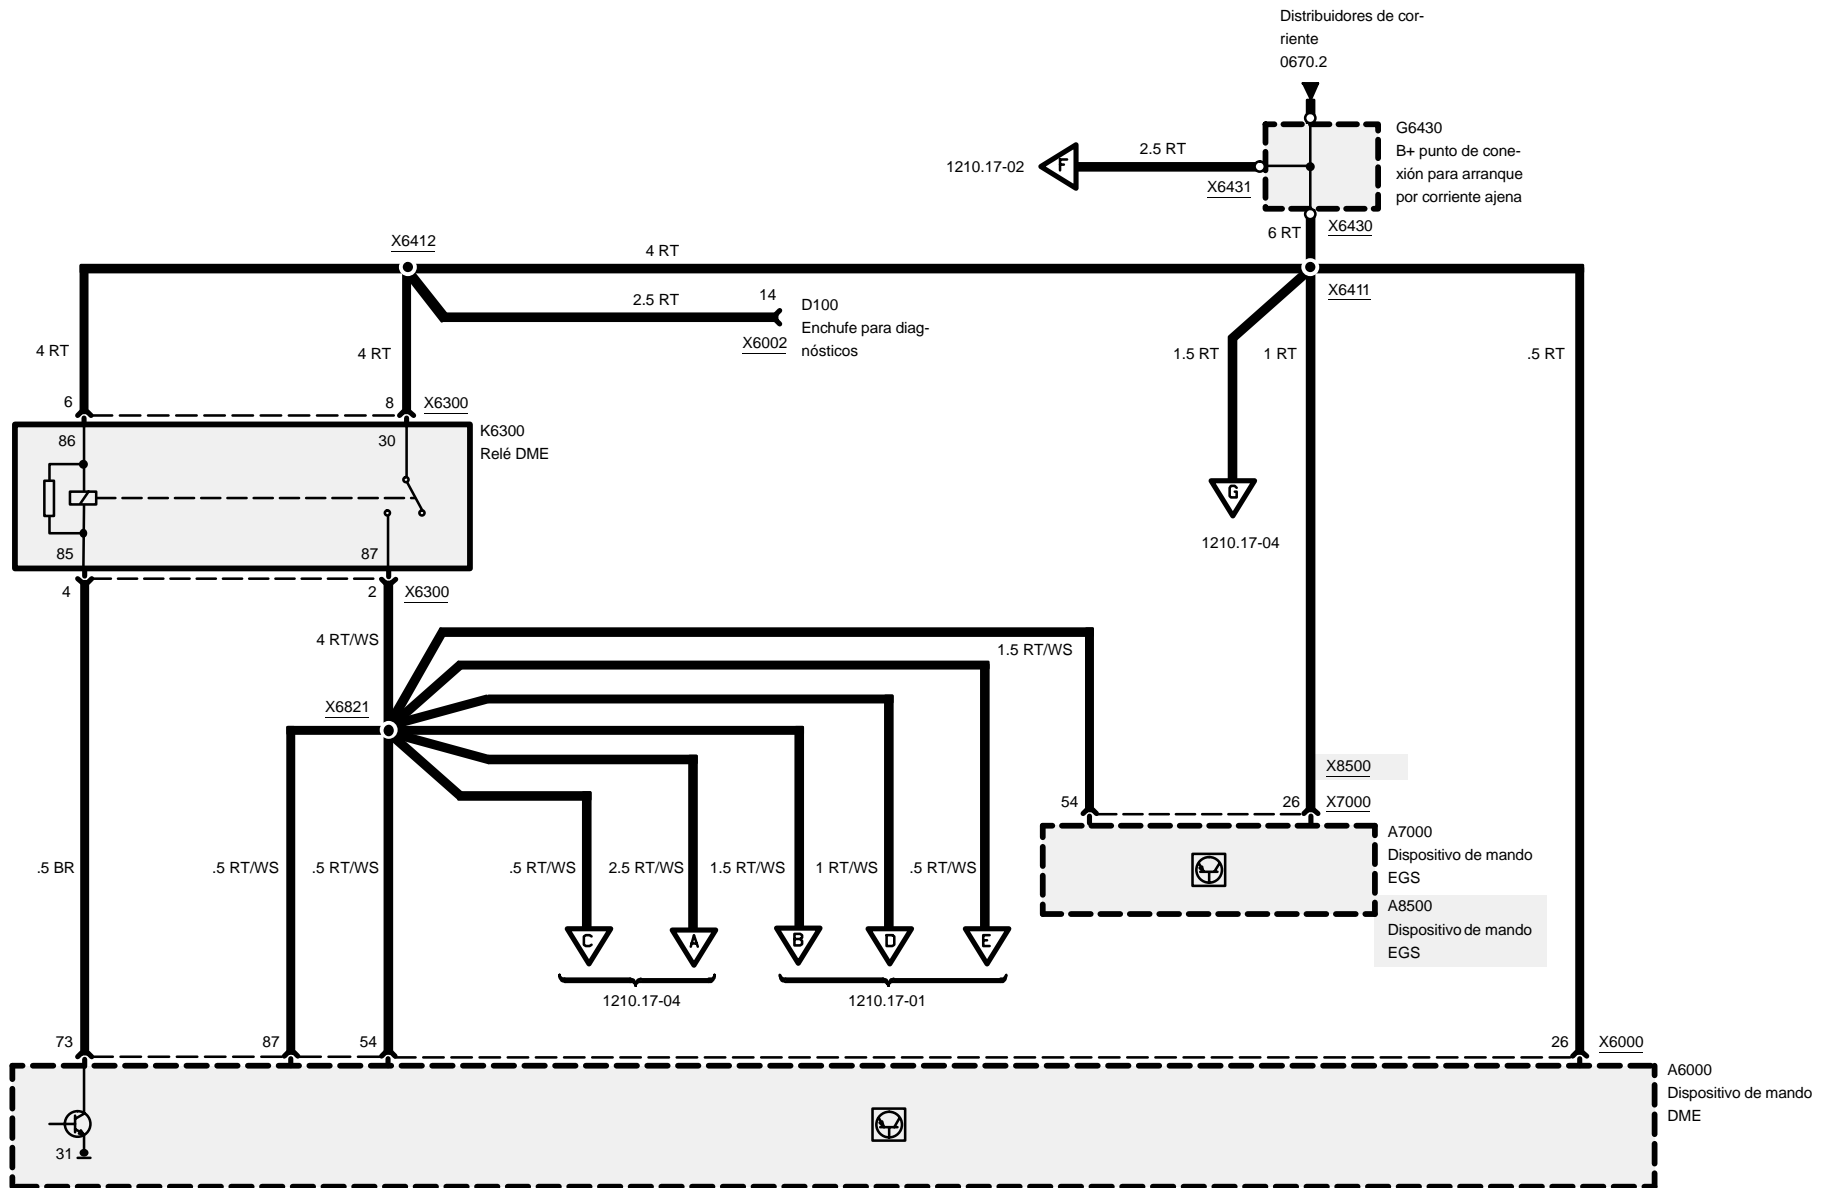 Distribuidores de cor-
riente
0670.2
G6430
B+ punto de cone-
xión para arranque
por corriente ajena
1210.17-02
F
2.5 RT
X6431
6 RT
X6430
X6412
4 RT
X6411
2.5 RT
14
D100
Enchufe para diag-
nósticos
X6002
4 RT
4 RT
1.5 RT
1 RT
.5 RT
6
8
X6300
K6300
Relé DME
86
30
85
87
G
1210.17-04
4
2
X6300
4 RT/WS
1.5 RT/WS
X6821
X8500
54
26
X7000
A7000
Dispositivo de mando
EGS
A8500
Dispositivo de mando
EGS
.5 BR
.5 RT/WS
.5 RT/WS
.5 RT/WS
2.5 RT/WS
1.5 RT/WS
1 RT/WS
.5 RT/WS
C
A
B
D
E
1210.17-04
1210.17-01
73
87
54
26
X6000
A6000
Dispositivo de mando
DME
31